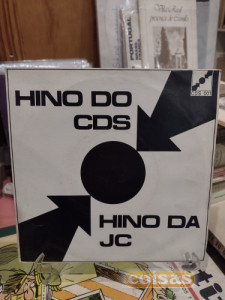 HINO DO
CDS
HINO DA
JC
PORTUGAL
coisas